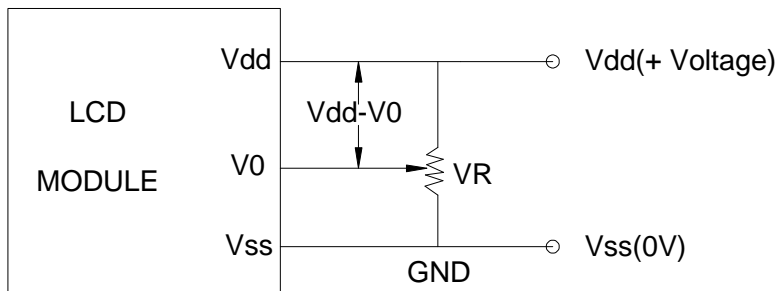 Vdd
Vdd(+ Voltage)
LCD
Vdd-V0
V0
VR
MODULE
Vss
Vss(0V)
GND